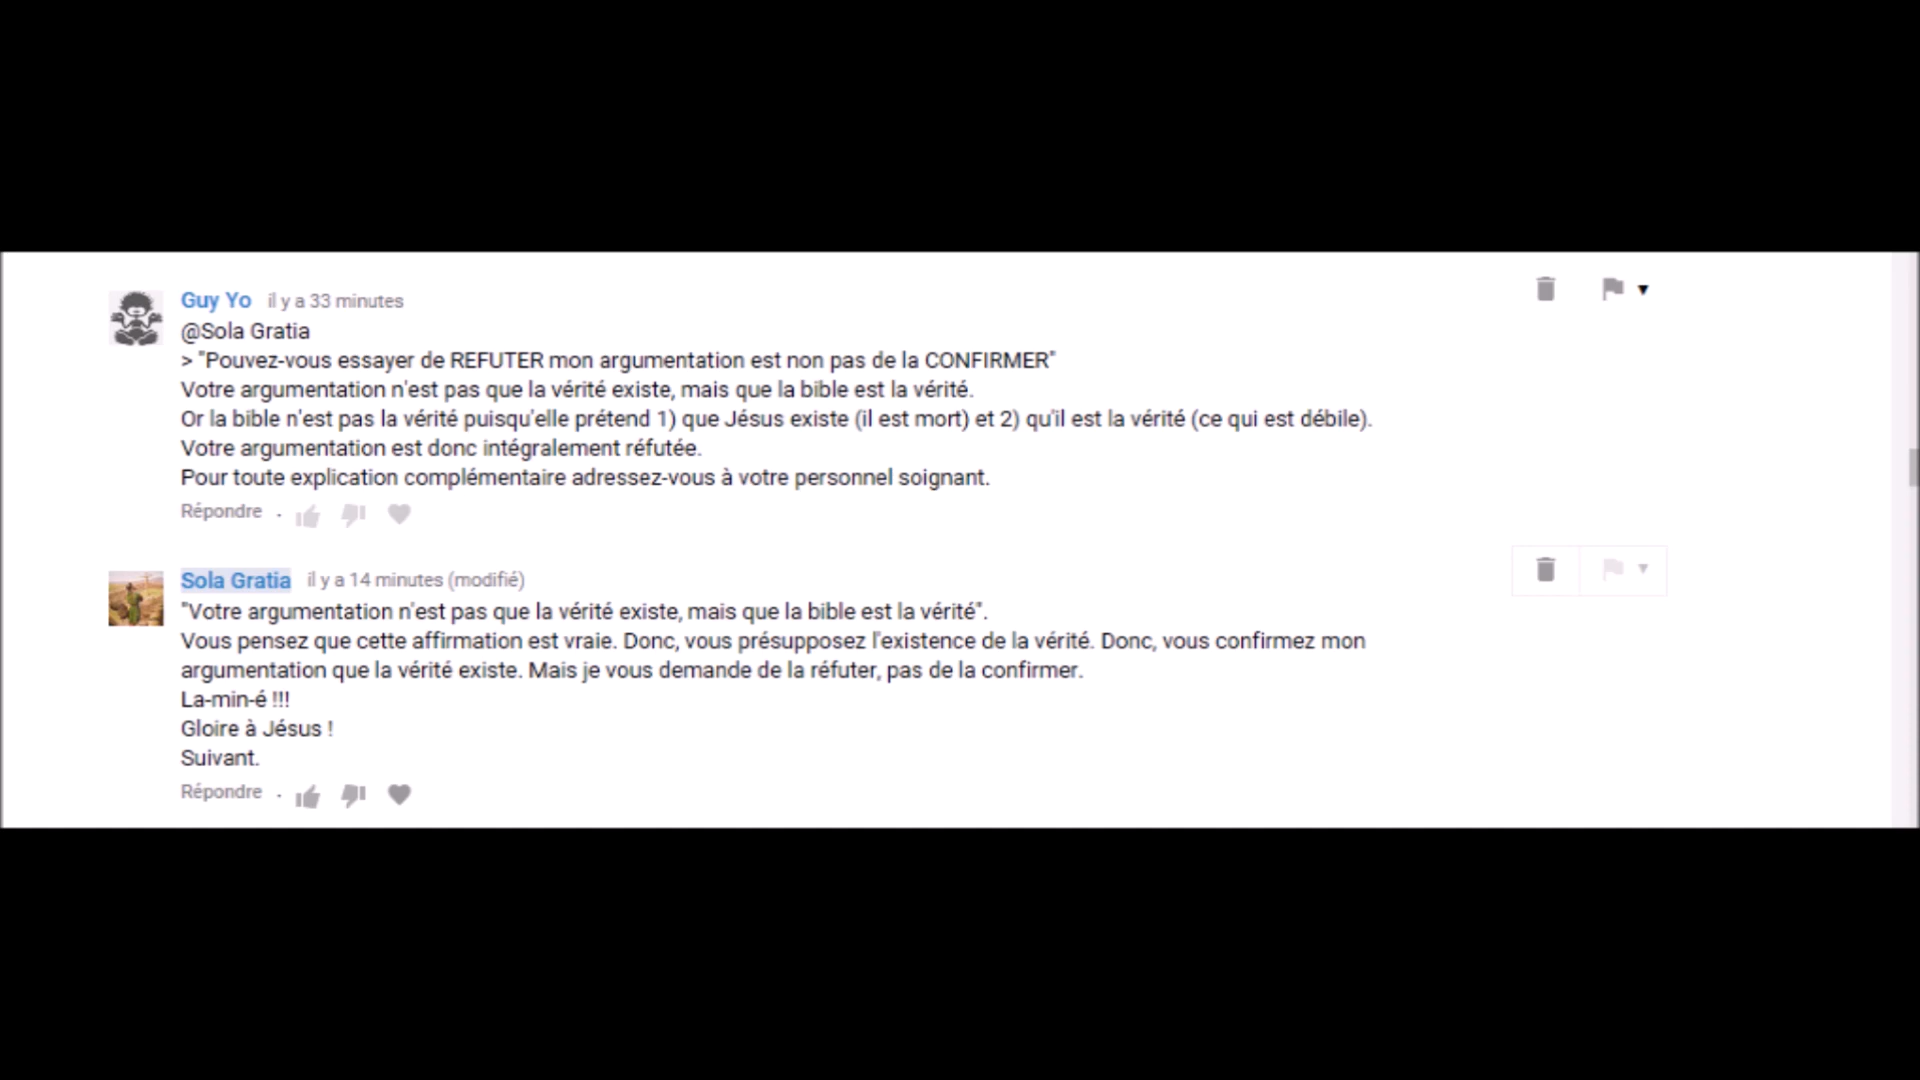 Guy Yo il y a 33 minutes
@Sola Gratia
> "Pouvez-vous essayer de REFUTER mon argumentation est non pas de la CONFIRMER"
Votre argumentation n'est pas que la vérité existe, mais que la bible est la vérité.
Or la bible n'est pas la vérité puisqu'elle prétend 1) que Jésus existe (il est mort) et 2) qu'il est la vérité (ce qui est débile).
Votre argumentation est donc intégralement réfutée.
Pour toute explication complémentaire adressez-vous à votre personnel soignant.
Répondre .
Sola Gratia il y a 14 minutes (modifié)
"Votre argumentation n'est pas que la vérité existe, mais que la bible est la vérité".
Vous pensez que cette affirmation est vraie. Donc, vous présupposez l'existence de la vérité. Donc, vous confirmez mon
argumentation que la vérité existe. Mais je vous demande de la réfuter, pas de la confirmer.
La-min-é !!!
Gloire à Jésus !
Suivant.
Répondre .